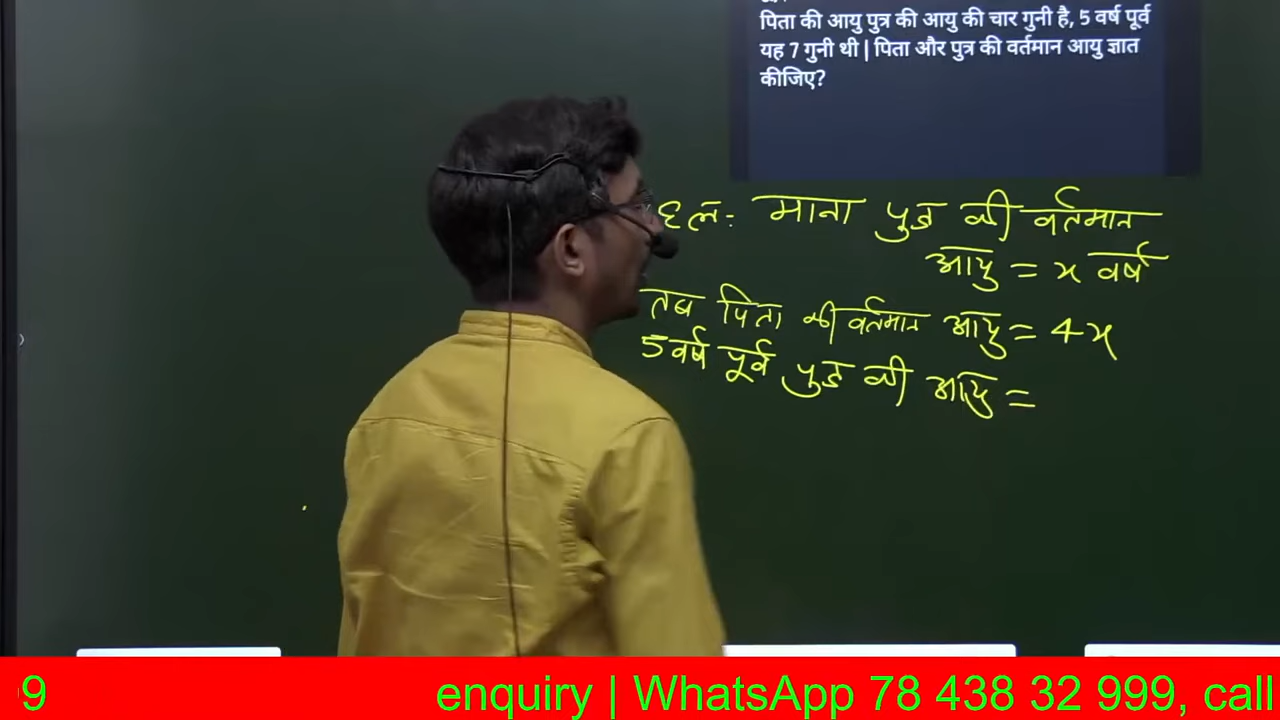 पिता की आयु पुत्र की आयु की चार गुनी है, 5 वर्ष पूर्व
यह 7 गुनी थी | पिता और पुत्र की वर्तमान आयु ज्ञात
कीजिए?
हल: माना पुत्र की वर्तमान
आयु = x वर्ष
तब पिता की वर्तमान आयु = 4x
5 वर्ष पूर्व पुत्र की आयु =
9 enquiry | WhatsApp 78 438 32 999, call